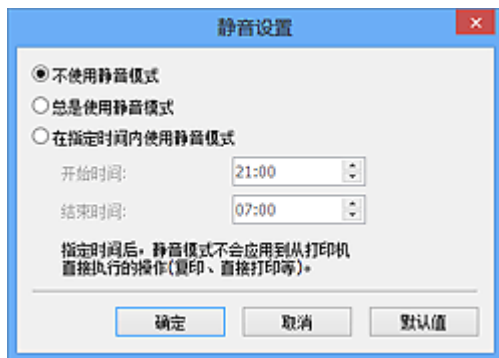 静音设置
不使用静音模式
总是使用静音模式
在指定时间内使用静音模式
开始时间: 21:00
结束时间: 07:00
指定时间后，静音模式不会应用到从打印机
直接执行的操作(复印、直接打印等)。
确定 取消 默认值